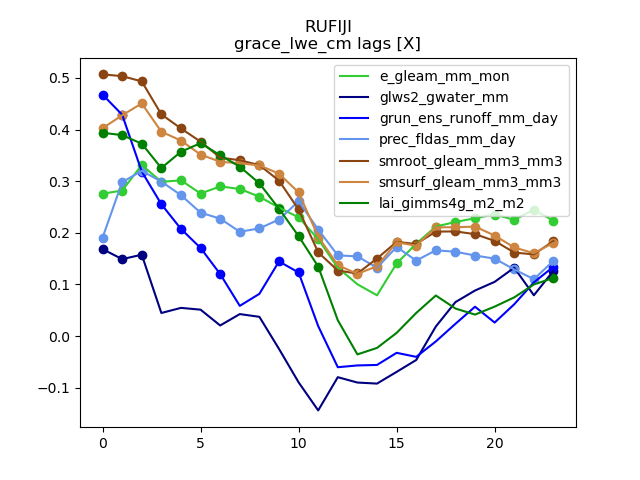 RUFIJI
grace_lwe_cm lags [X]
e_gleam_mm_mon
glws2_gwater_mm
grun_ens_runoff_mm_day
prec_fldas_mm_day
smroot_gleam_mm3_mm3
smsurf_gleam_mm3_mm3
lai_gimms4g_m2_m2
0.5
0.4
0.3
0.2
0.1
0.0
−0.1
0 5 10 15 20